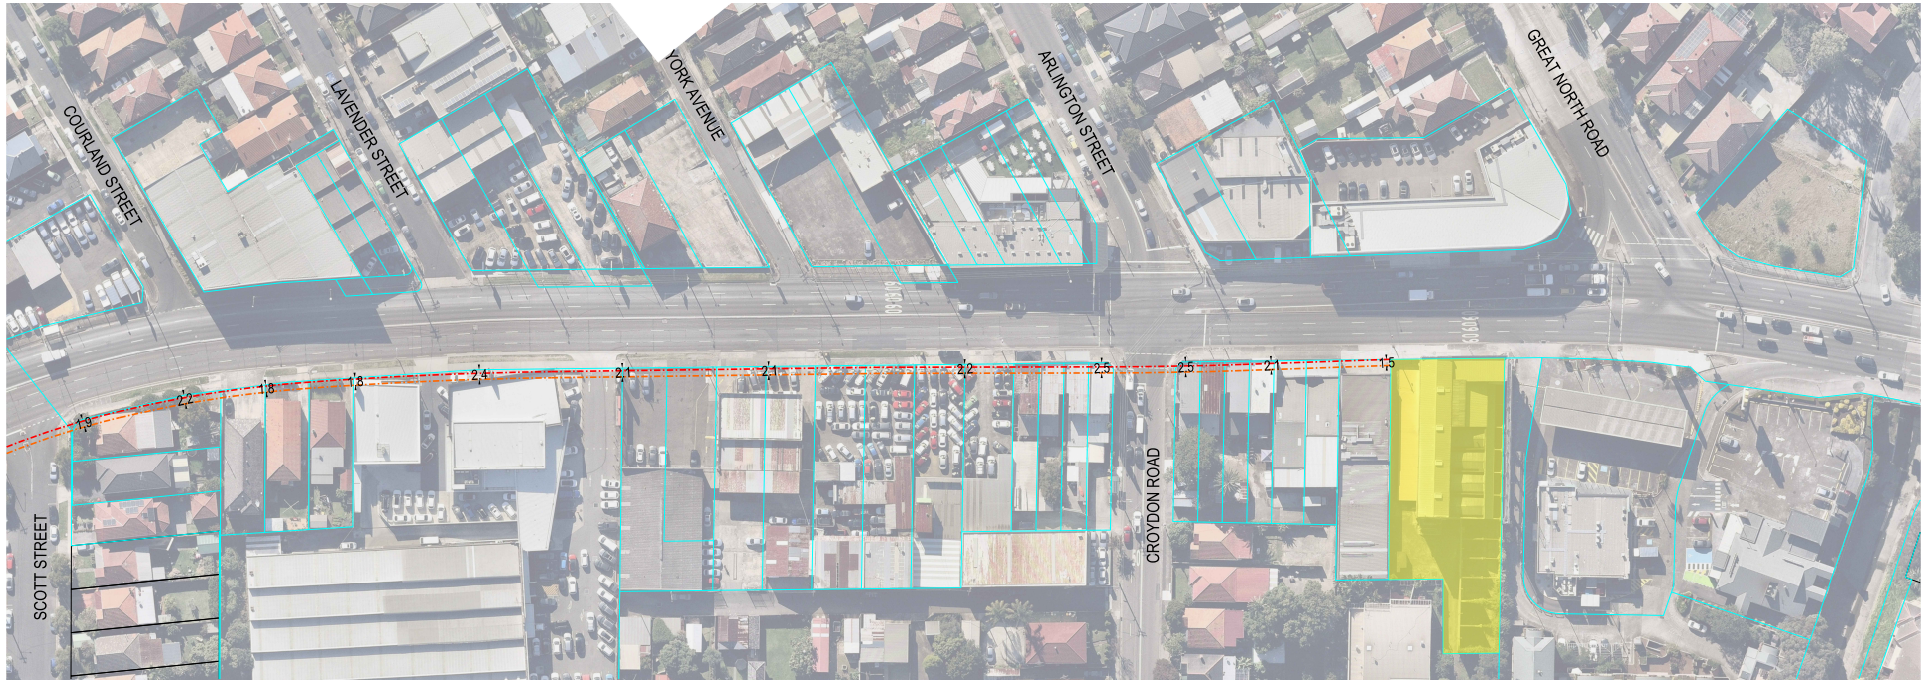 COURLAND STREET
LAVENDER STREET
YORK AVENUE
ARLINGTON STREET
GREAT NORTH ROAD
1,9
2,2
1,8
1,8
2,4
2,1
2,1
2,2
2,5
2,5
2,1
1,5
SCOTT STREET
CROYDON ROAD